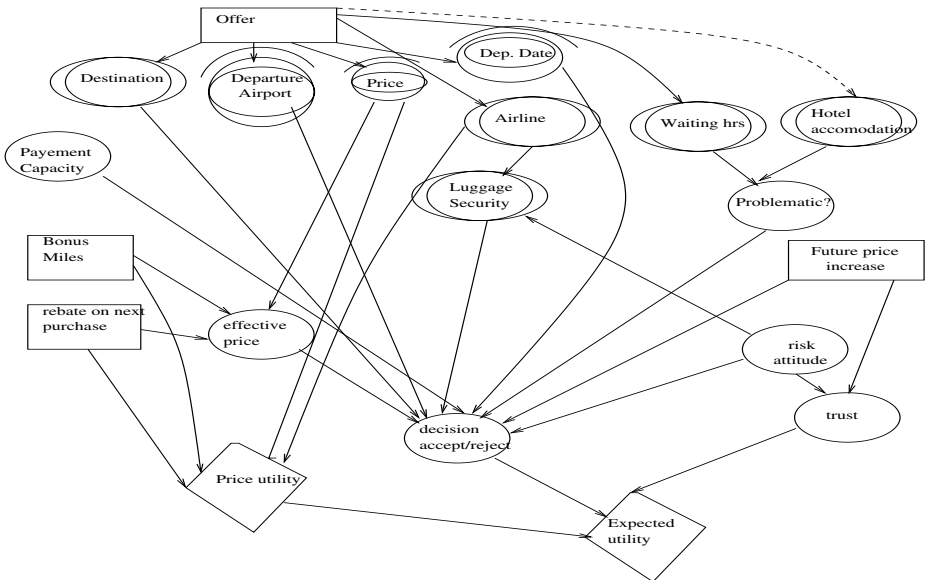 Offer
Destination
Departure
Airport
Price
Dep. Date
Airline
Waiting hrs
Hotel
accomodation
Payement
Capacity
Luggage
Security
Problematic?
Bonus
Miles
Future price
increase
rebate on next
purchase
effective
price
risk
attitude
trust
decision
accept/reject
Price utility
Expected
utility